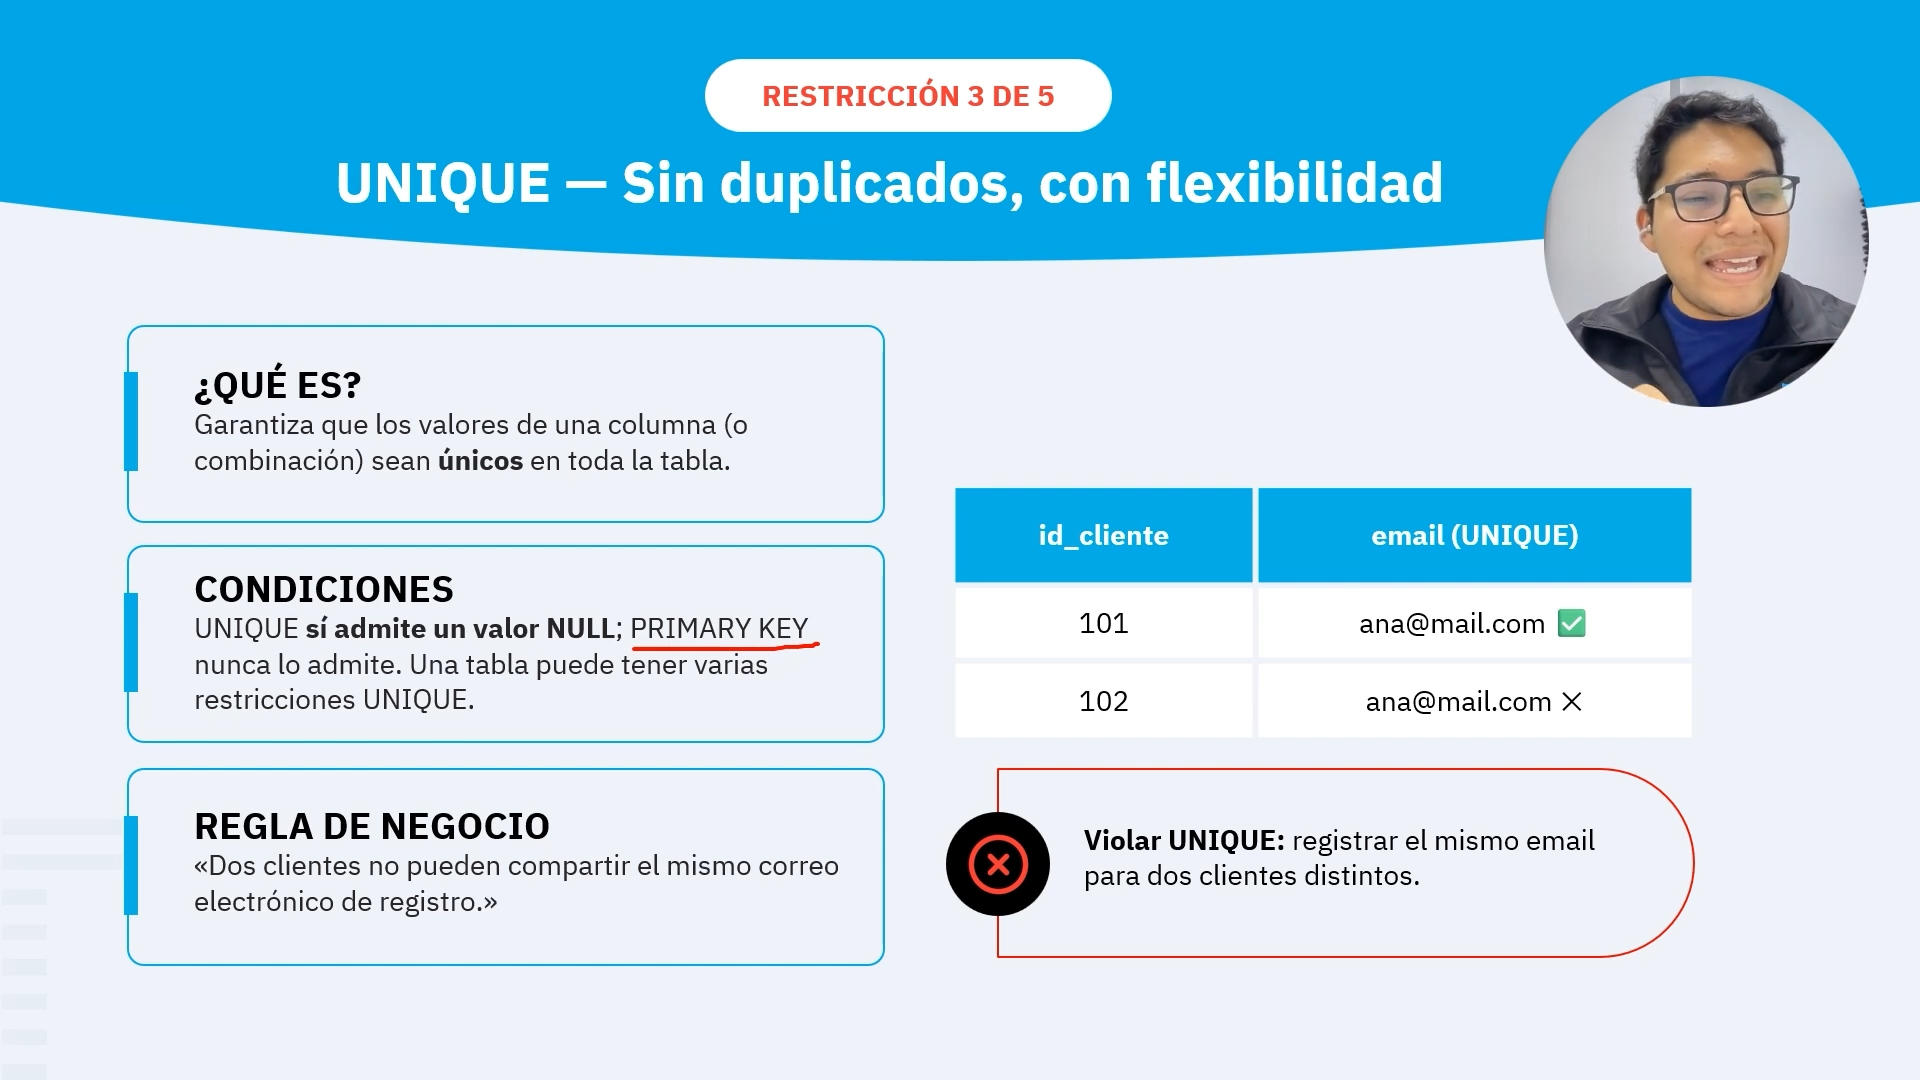 RESTRICCIÓN 3 DE 5
UNIQUE — Sin duplicados, con flexibilidad
¿QUÉ ES?
Garantiza que los valores de una columna (o
combinación) sean únicos en toda la tabla.
CONDICIONES
UNIQUE sí admite un valor NULL; PRIMARY KEY
nunca lo admite. Una tabla puede tener varias
restricciones UNIQUE.
REGLA DE NEGOCIO
«Dos clientes no pueden compartir el mismo correo
electrónico de registro.»
id_cliente email (UNIQUE)
101 ana@mail.com ✅
102 ana@mail.com ✕
Violar UNIQUE: registrar el mismo email
para dos clientes distintos.